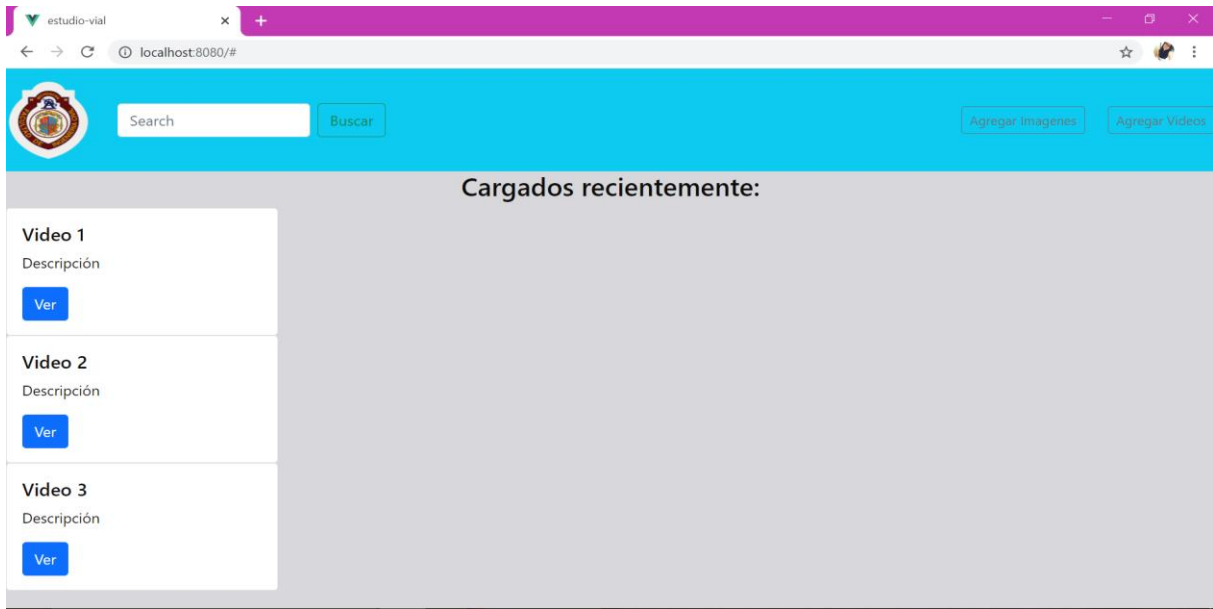 estudio-vial
localhost:8080/#
Search
Buscar
Agregar Imagenes
Agregar Videos
Cargados recientemente:
Video 1
Descripción
Ver
Video 2
Descripción
Ver
Video 3
Descripción
Ver